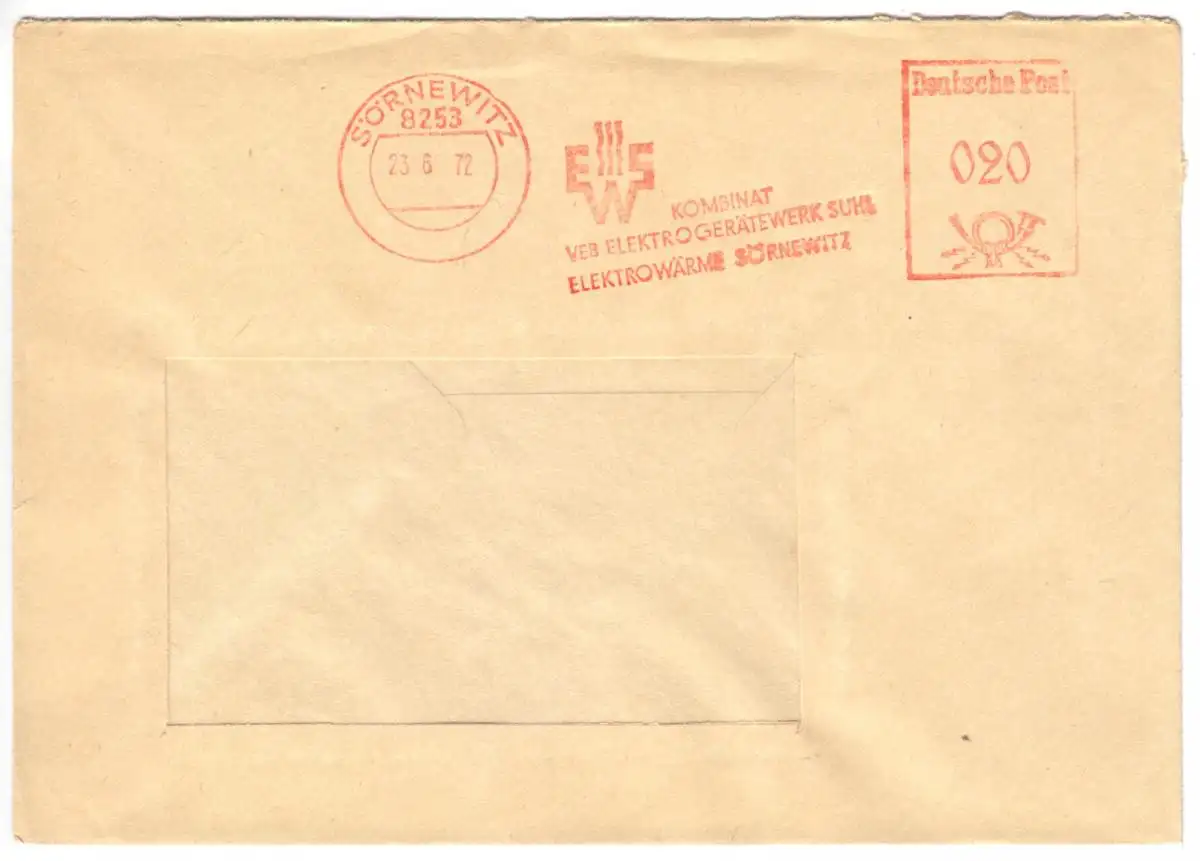 SÖRNEWITZ
8253
23 6 72
EWS
KOMBINAT
VEB ELEKTROGERÄTEWERK SUHL
ELEKTROWÄRME SÖRNEWITZ
Deutsche Post
020